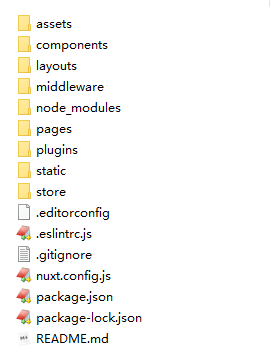 assets
components
layouts
middleware
node_modules
pages
plugins
static
store
.editorconfig
.eslintrc.js
.gitignore
nuxt.config.js
package.json
package-lock.json
README.md